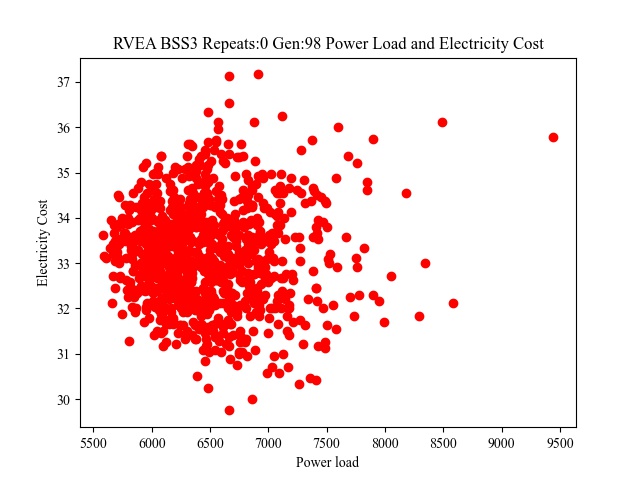 RVEA BSS3 Repeats:0 Gen:98 Power Load and Electricity Cost
37
36
35
34
33
32
31
30
Electricity Cost
5500 6000 6500 7000 7500 8000 8500 9000 9500
Power load